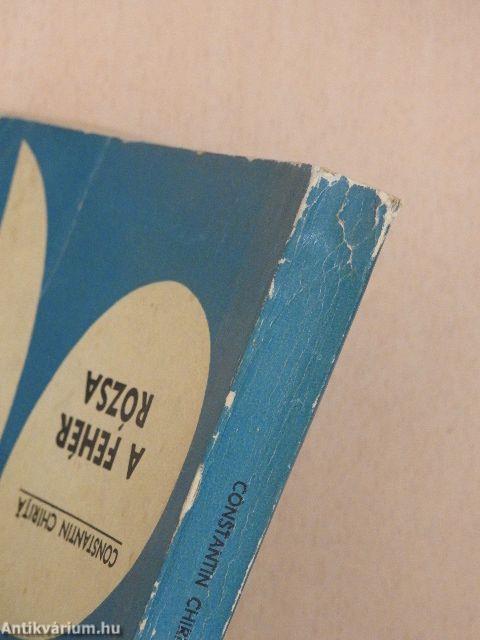 CONSTANTIN CHIRIȚĂ
A FEHÉR
RÓZSA
CONSTANTIN
Antikvárium.hu